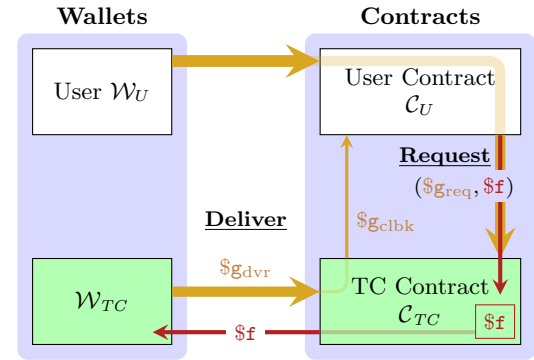 Wallets
Contracts
User 𝒲_U
User Contract
𝒞_U
Request
($g_req, $f)
Deliver
$g_clbk
$g_dvr
𝒲_TC
TC Contract
𝒞_TC
$f
$f